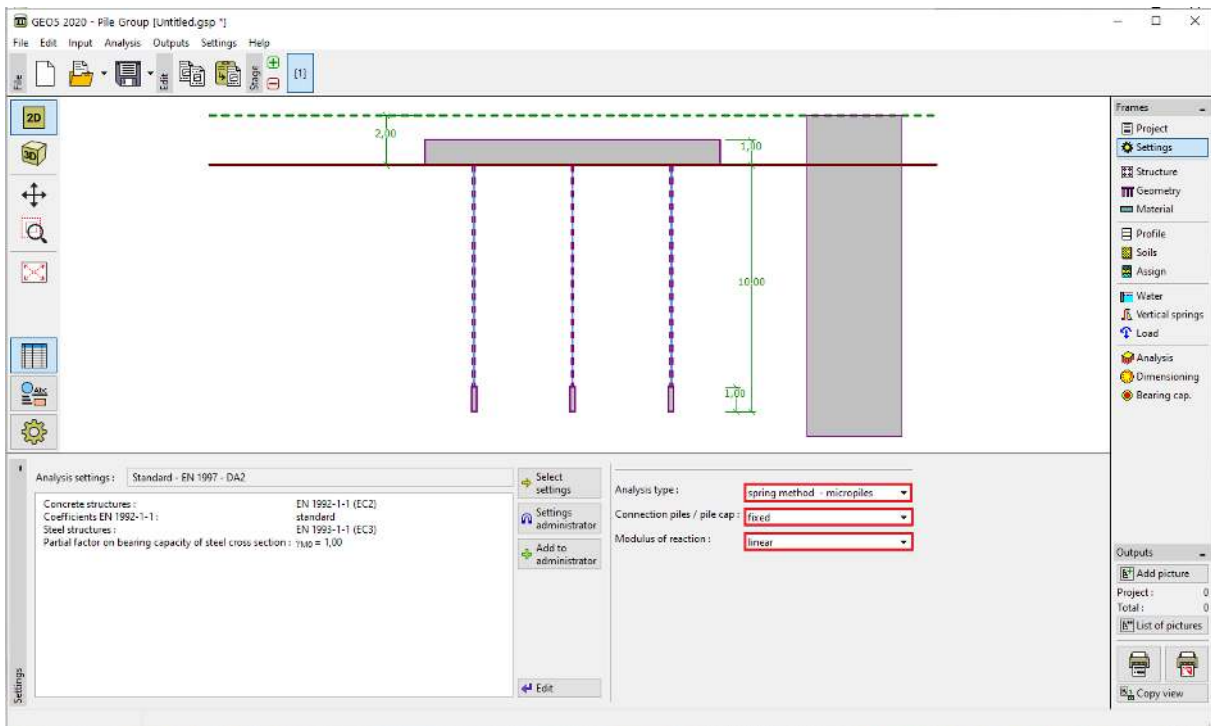 GEO5 2020 - Pile Group [Untitled.gsp *]
File Edit Input Analysis Outputs Settings Help
File
Edit
Stage
[1]
2D
3D
Abc
2,00
1,00
10,00
1,00
Frames
Project
Settings
Structure
Geometry
Material
Profile
Soils
Assign
Water
Vertical springs
Load
Analysis
Dimensioning
Bearing cap.
Analysis settings : Standard - EN 1997 - DA2
Concrete structures : EN 1992-1-1 (EC2)
Coefficients EN 1992-1-1 : standard
Steel structures : EN 1993-1-1 (EC3)
Partial factor on bearing capacity of steel cross section : γM0 = 1,00
Select
settings
Settings
administrator
Add to
administrator
Edit
Analysis type : spring method - micropiles
Connection piles / pile cap : fixed
Modulus of reaction : linear
Settings
Outputs
Add picture
Project : 0
Total : 0
List of pictures
Copy view